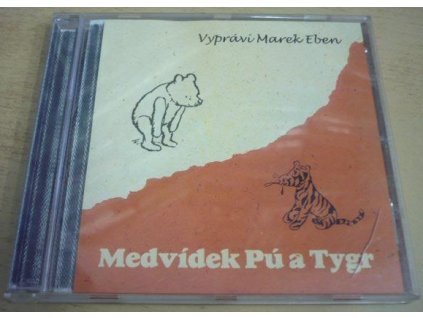 Vypráví Marek Eben
Medvídek Pú a Tygr